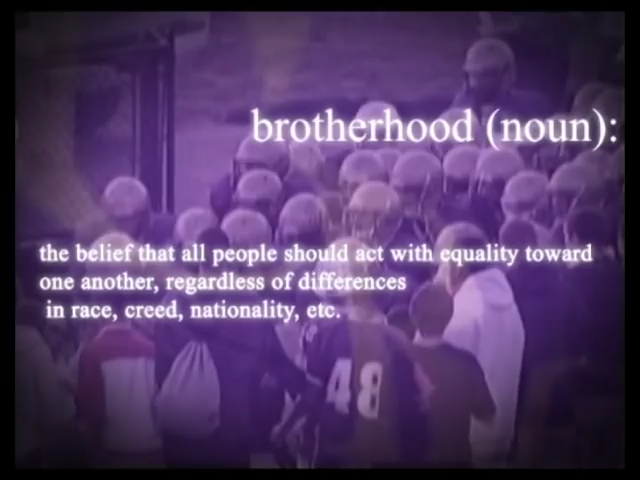 brotherhood (noun):
the belief that all people should act with equality toward
one another, regardless of differences
in race, creed, nationality, etc.
48